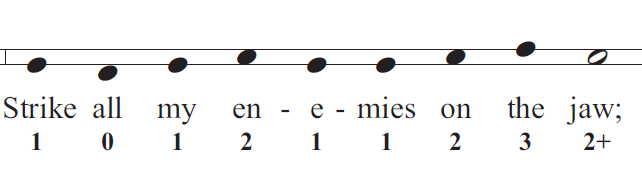 Strike all my en - e - mies on the jaw;
1 0 1 2 1 1 2 3 2+